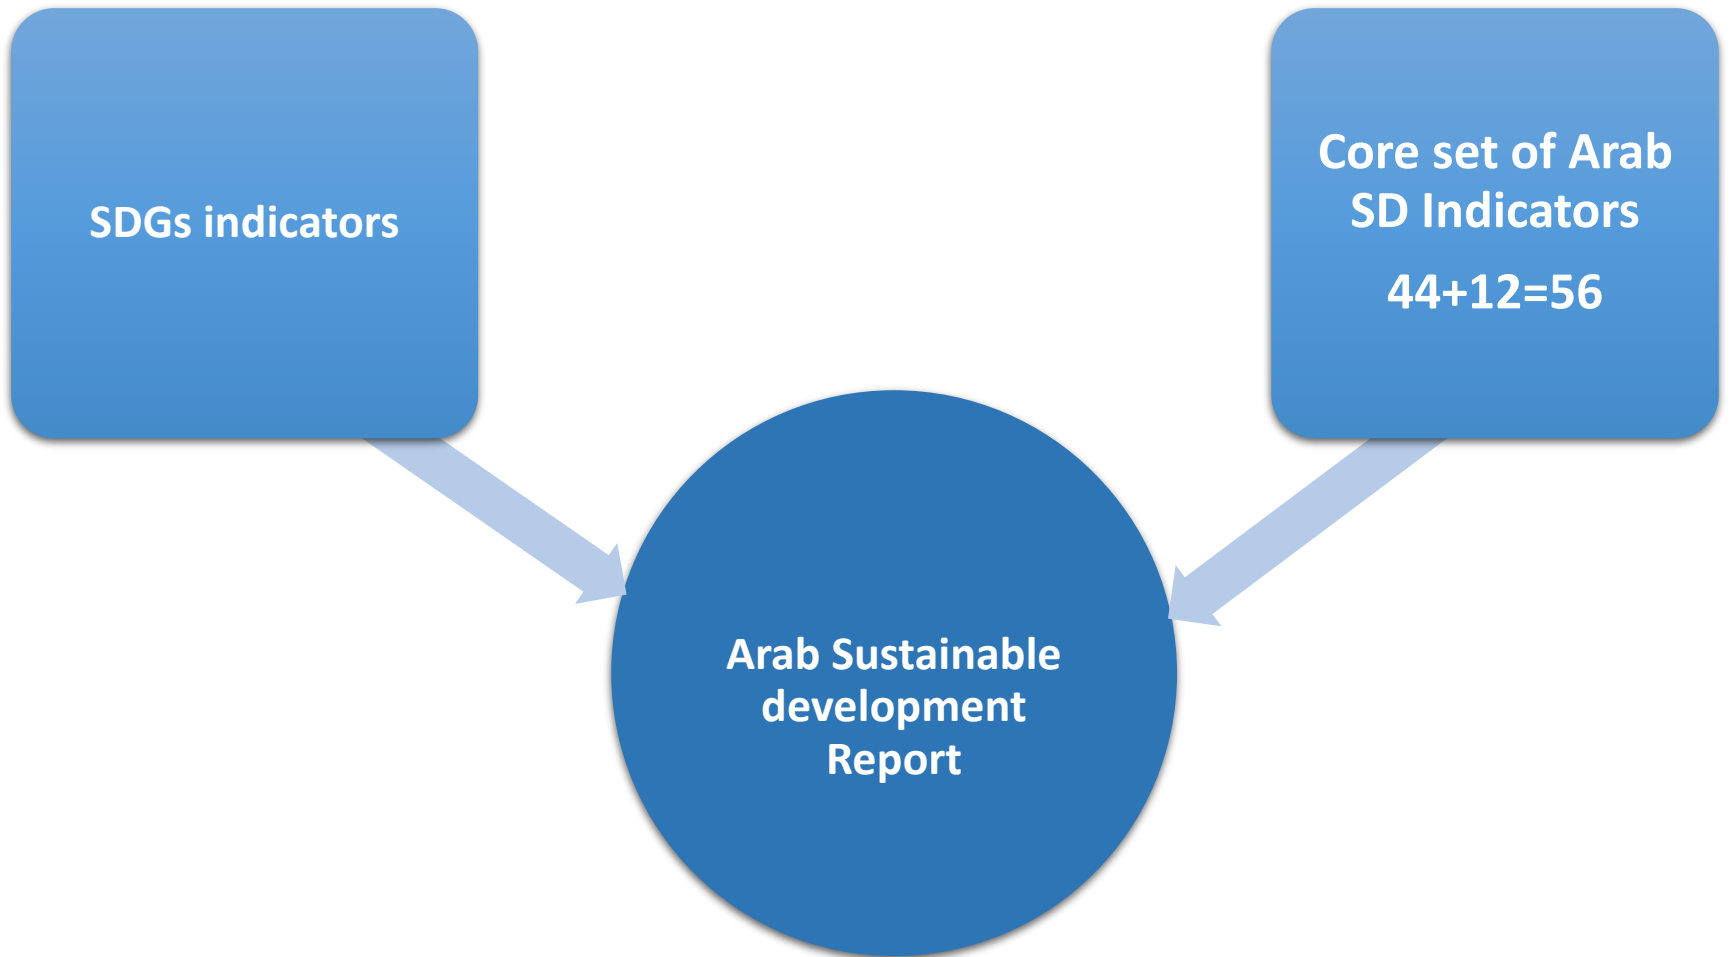 SDGs indicators
Core set of Arab
SD Indicators
44+12=56
Arab Sustainable
development
Report